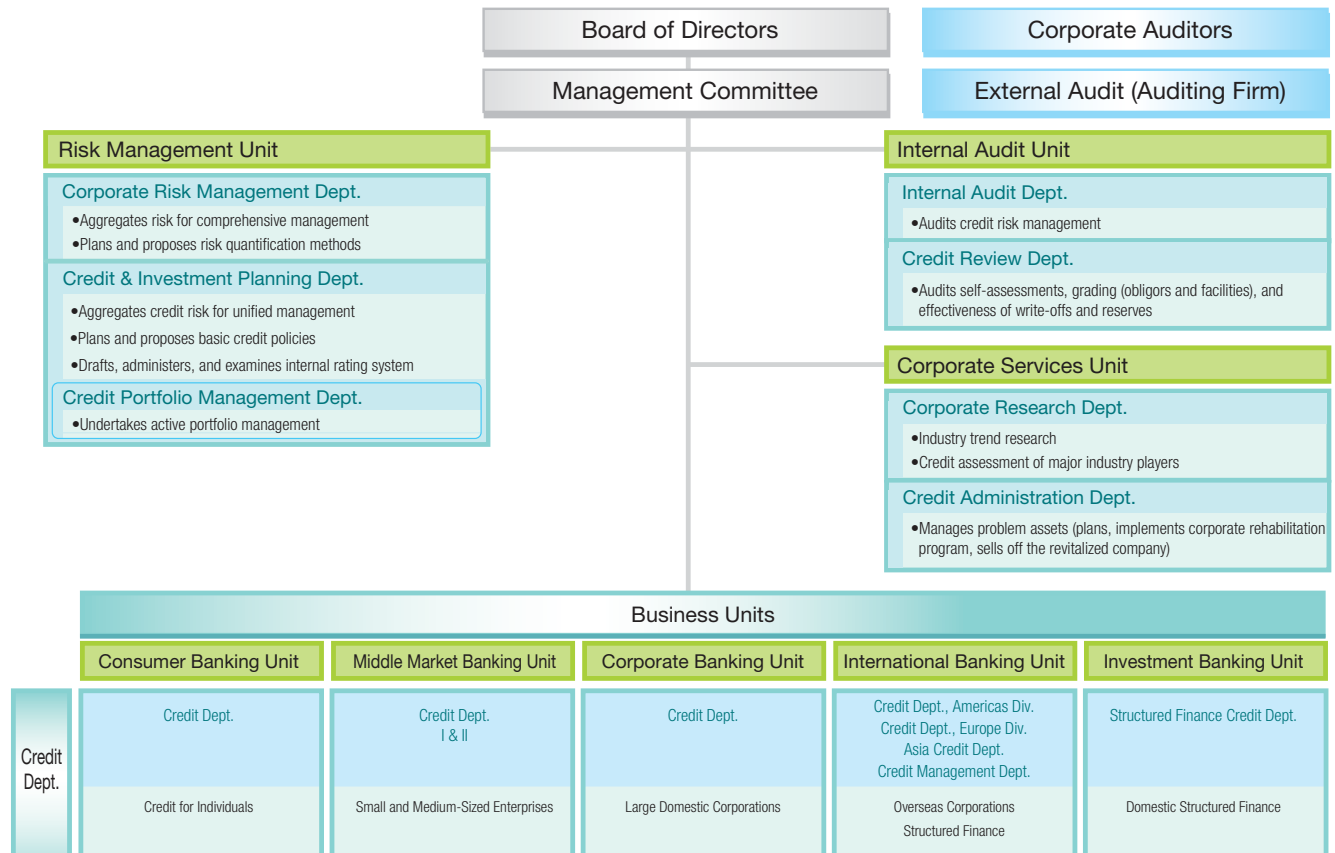 Board of Directors
Corporate Auditors
Management Committee
External Audit (Auditing Firm)
Risk Management Unit
Corporate Risk Management Dept.
•Aggregates risk for comprehensive management
•Plans and proposes risk quantification methods
Credit & Investment Planning Dept.
•Aggregates credit risk for unified management
•Plans and proposes basic credit policies
•Drafts, administers, and examines internal rating system
Credit Portfolio Management Dept.
•Undertakes active portfolio management
Internal Audit Unit
Internal Audit Dept.
•Audits credit risk management
Credit Review Dept.
•Audits self-assessments, grading (obligors and facilities), and
effectiveness of write-offs and reserves
Corporate Services Unit
Corporate Research Dept.
•Industry trend research
•Credit assessment of major industry players
Credit Administration Dept.
•Manages problem assets (plans, implements corporate rehabilitation
program, sells off the revitalized company)
Business Units
Consumer Banking Unit
Middle Market Banking Unit
Corporate Banking Unit
International Banking Unit
Investment Banking Unit
Credit
Dept.
Credit Dept.
Credit for Individuals
Credit Dept.
I & II
Small and Medium-Sized Enterprises
Credit Dept.
Large Domestic Corporations
Credit Dept., Americas Div.
Credit Dept., Europe Div.
Asia Credit Dept.
Credit Management Dept.
Overseas Corporations
Structured Finance
Structured Finance Credit Dept.
Domestic Structured Finance